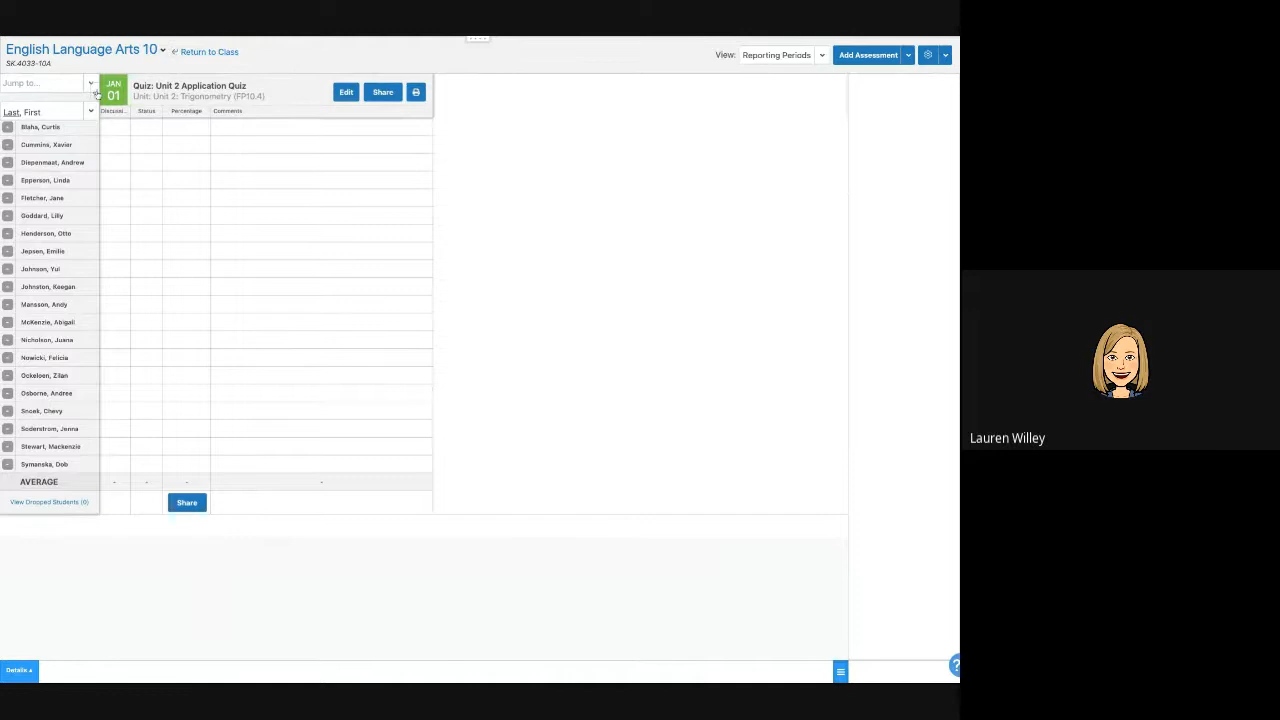 English Language Arts 10
Return to Class
SK.4033-10A
View: Reporting Periods
Add Assessment
Jump to...
JAN
01
Quiz: Unit 2 Application Quiz
Unit: Unit 2: Trigonometry (FP10.4)
Edit
Share
Last, First
Discussi...
Status
Percentage
Comments
Blaha, Curtis
Cummins, Xavier
Diepenmaat, Andrew
Epperson, Linda
Fletcher, Jane
Goddard, Lilly
Henderson, Otto
Jepsen, Emilie
Johnson, Yul
Johnston, Keegan
Mansson, Andy
McKenzie, Abigail
Nicholson, Juana
Nowicki, Felicia
Ockeloen, Zilan
Osborne, Andree
Snoek, Chevy
Soderstrom, Jenna
Stewart, Mackenzie
Symanska, Dob
AVERAGE - - - -
View Dropped Students (0)
Share
Details
?
Lauren Willey